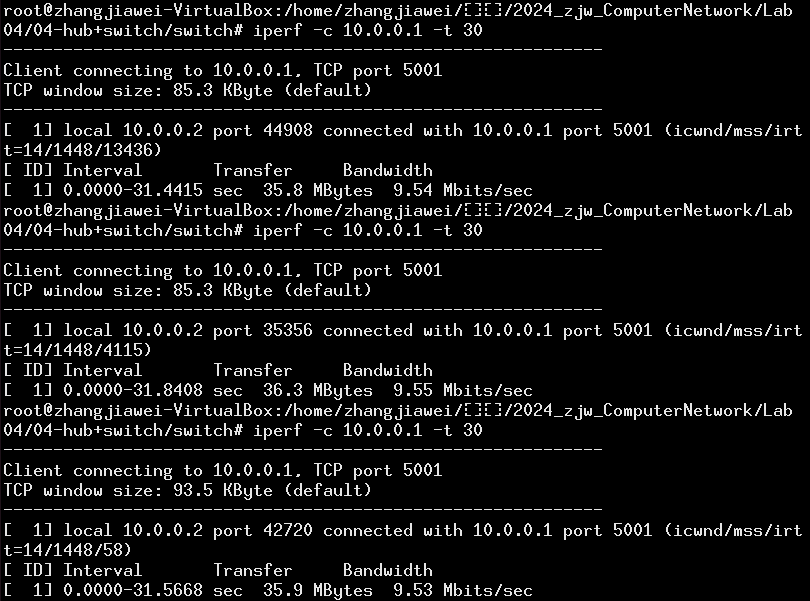 root@zhangjiawei-VirtualBox:/home/zhangjiawei/[][]/2024_zjw_ComputerNetwork/Lab
04/04-hub+switch/switch# iperf -c 10.0.0.1 -t 30
------------------------------------------------------------
Client connecting to 10.0.0.1, TCP port 5001
TCP window size: 85.3 KByte (default)
------------------------------------------------------------
[  1] local 10.0.0.2 port 44908 connected with 10.0.0.1 port 5001 (icwnd/mss/irt
t=14/1448/13436)
[ ID] Interval       Transfer     Bandwidth
[  1] 0.0000-31.4415 sec  35.8 MBytes  9.54 Mbits/sec
root@zhangjiawei-VirtualBox:/home/zhangjiawei/[][]/2024_zjw_ComputerNetwork/Lab
04/04-hub+switch/switch# iperf -c 10.0.0.1 -t 30
------------------------------------------------------------
Client connecting to 10.0.0.1, TCP port 5001
TCP window size: 85.3 KByte (default)
------------------------------------------------------------
[  1] local 10.0.0.2 port 35356 connected with 10.0.0.1 port 5001 (icwnd/mss/irt
t=14/1448/4115)
[ ID] Interval       Transfer     Bandwidth
[  1] 0.0000-31.8408 sec  36.3 MBytes  9.55 Mbits/sec
root@zhangjiawei-VirtualBox:/home/zhangjiawei/[][]/2024_zjw_ComputerNetwork/Lab
04/04-hub+switch/switch# iperf -c 10.0.0.1 -t 30
------------------------------------------------------------
Client connecting to 10.0.0.1, TCP port 5001
TCP window size: 93.5 KByte (default)
------------------------------------------------------------
[  1] local 10.0.0.2 port 42720 connected with 10.0.0.1 port 5001 (icwnd/mss/irt
t=14/1448/58)
[ ID] Interval       Transfer     Bandwidth
[  1] 0.0000-31.5668 sec  35.9 MBytes  9.53 Mbits/sec